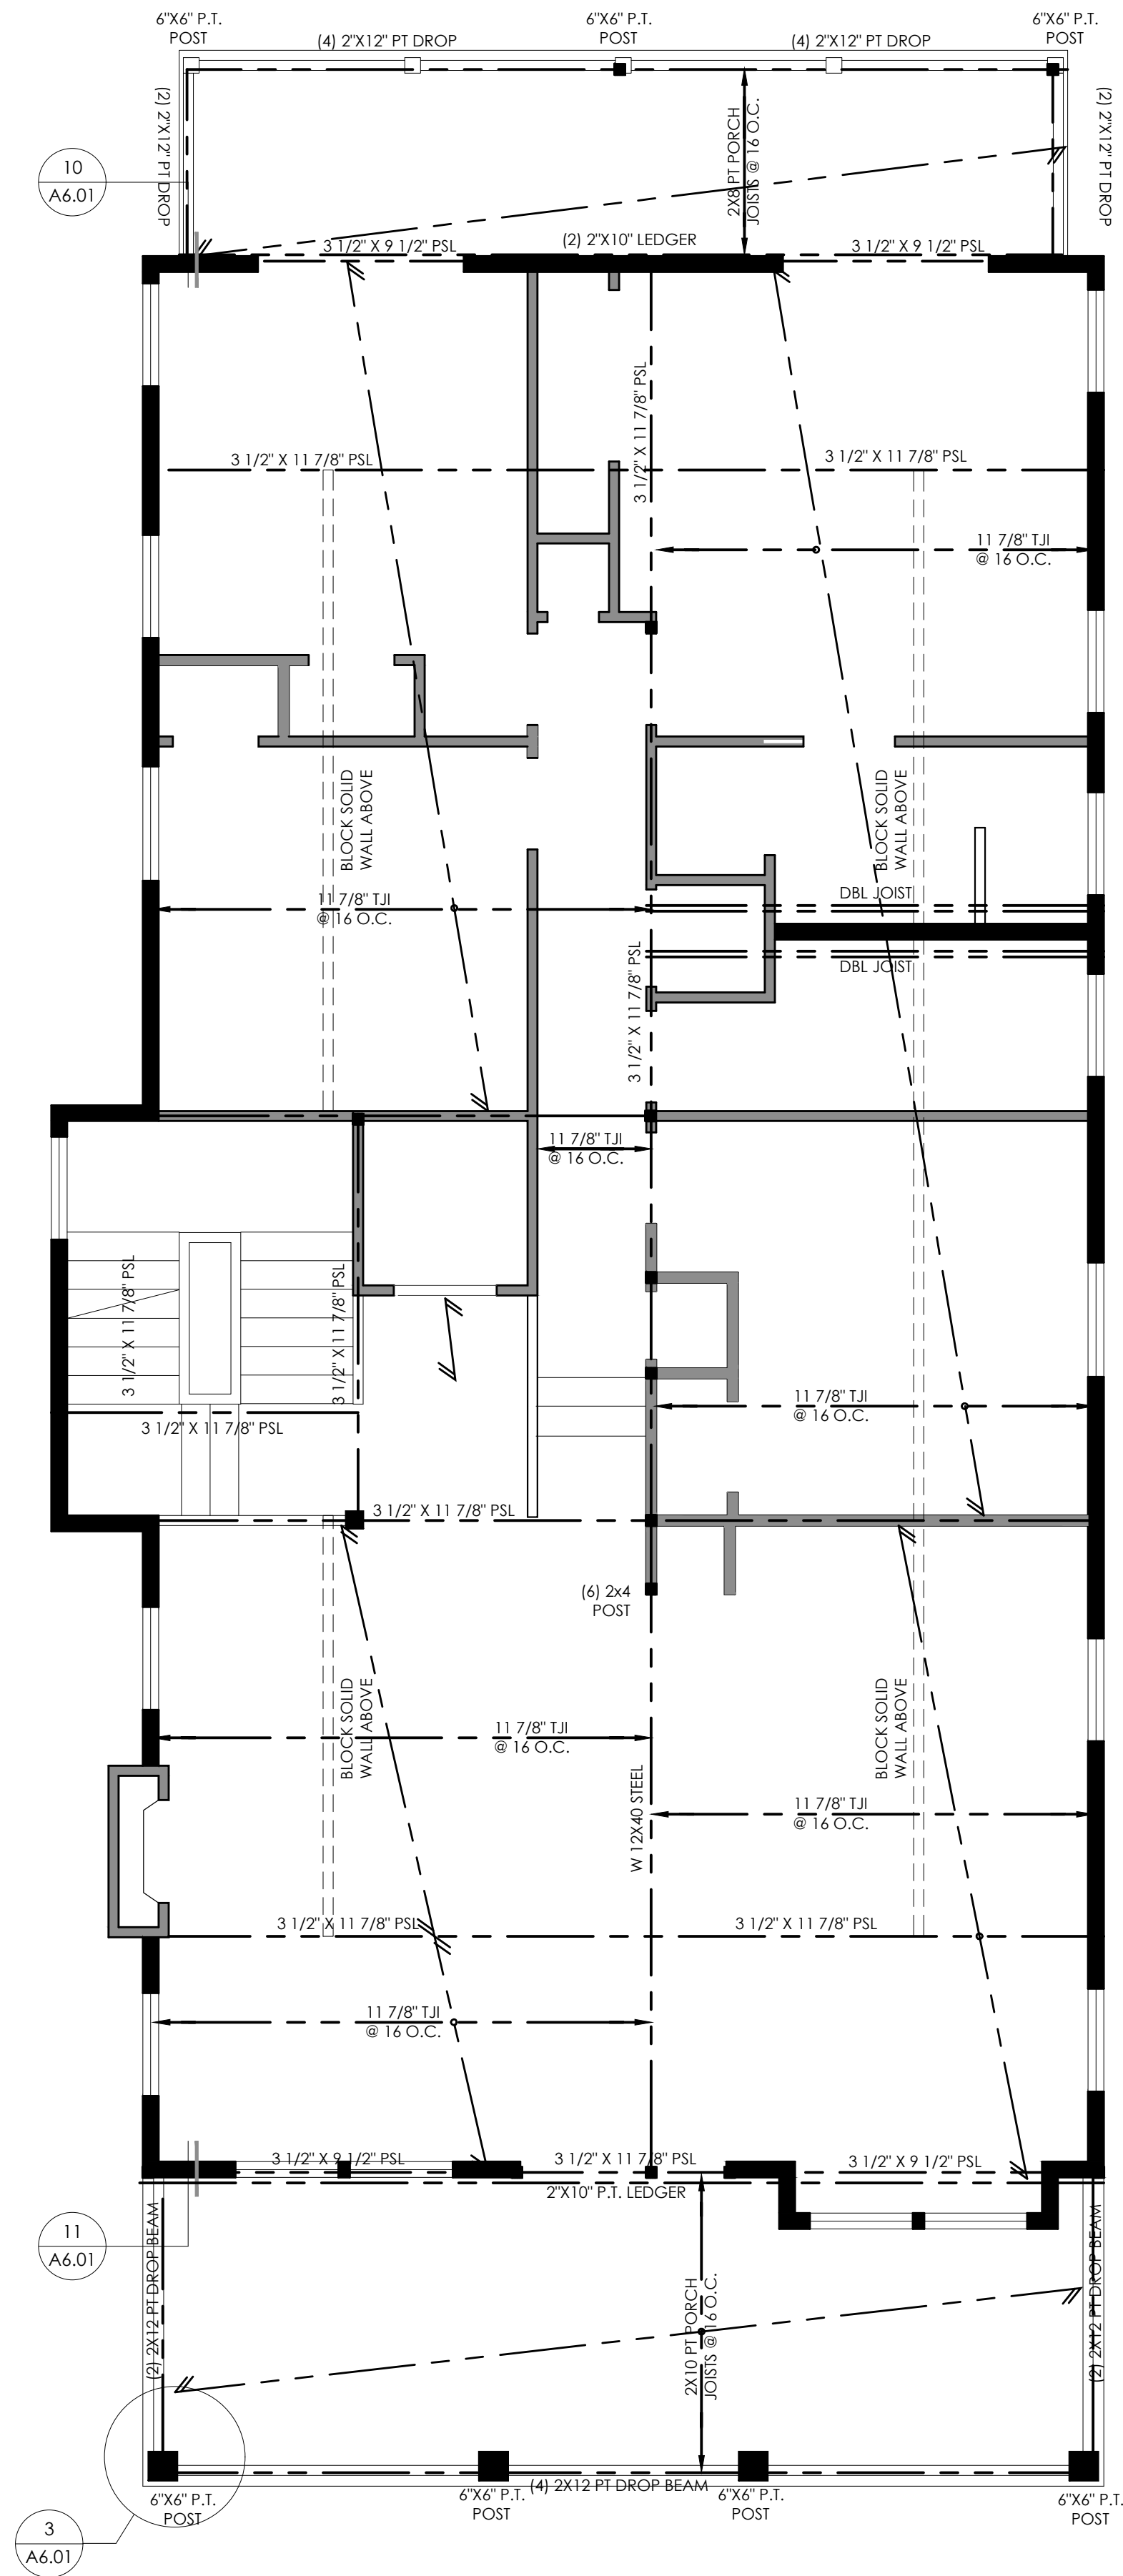 6"X6" P.T.
POST
(4) 2"X12" PT DROP
6"X6" P.T.
POST
(4) 2"X12" PT DROP
6"X6" P.T.
POST
(2) 2"X12" PT DROP
(2) 2"X12" PT DROP
10
A6.01
2X8 PT PORCH
JOISTS @ 16 O.C.
3 1/2" X 9 1/2" PSL
(2) 2"X10" LEDGER
3 1/2" X 9 1/2" PSL
3 1/2" X 11 7/8" PSL
3 1/2" X 11 7/8" PSL
3 1/2" X 11 7/8" PSL
11 7/8" TJI
@ 16 O.C.
BLOCK SOLID
WALL ABOVE
BLOCK SOLID
WALL ABOVE
11 7/8" TJI
@ 16 O.C.
DBL JOIST
DBL JOIST
3 1/2" X 11 7/8" PSL
11 7/8" TJI
@ 16 O.C.
3 1/2" X 11 7/8" PSL
3 1/2" X 11 7/8" PSL
3 1/2" X 11 7/8" PSL
11 7/8" TJI
@ 16 O.C.
3 1/2" X 11 7/8" PSL
(6) 2x4
POST
BLOCK SOLID
WALL ABOVE
BLOCK SOLID
WALL ABOVE
11 7/8" TJI
@ 16 O.C.
W 12X40 STEEL
11 7/8" TJI
@ 16 O.C.
3 1/2" X 11 7/8" PSL
3 1/2" X 11 7/8" PSL
11 7/8" TJI
@ 16 O.C.
3 1/2" X 9 1/2" PSL
3 1/2" X 11 7/8" PSL
3 1/2" X 9 1/2" PSL
2"X10" P.T. LEDGER
11
A6.01
(2) 2X12 PT DROP BEAM
2X10 PT PORCH
JOISTS @ 16 O.C.
(2) 2X12 PT DROP BEAM
(4) 2X12 PT DROP BEAM
6"X6" P.T.
POST
6"X6" P.T.
POST
6"X6" P.T.
POST
6"X6" P.T.
POST
3
A6.01